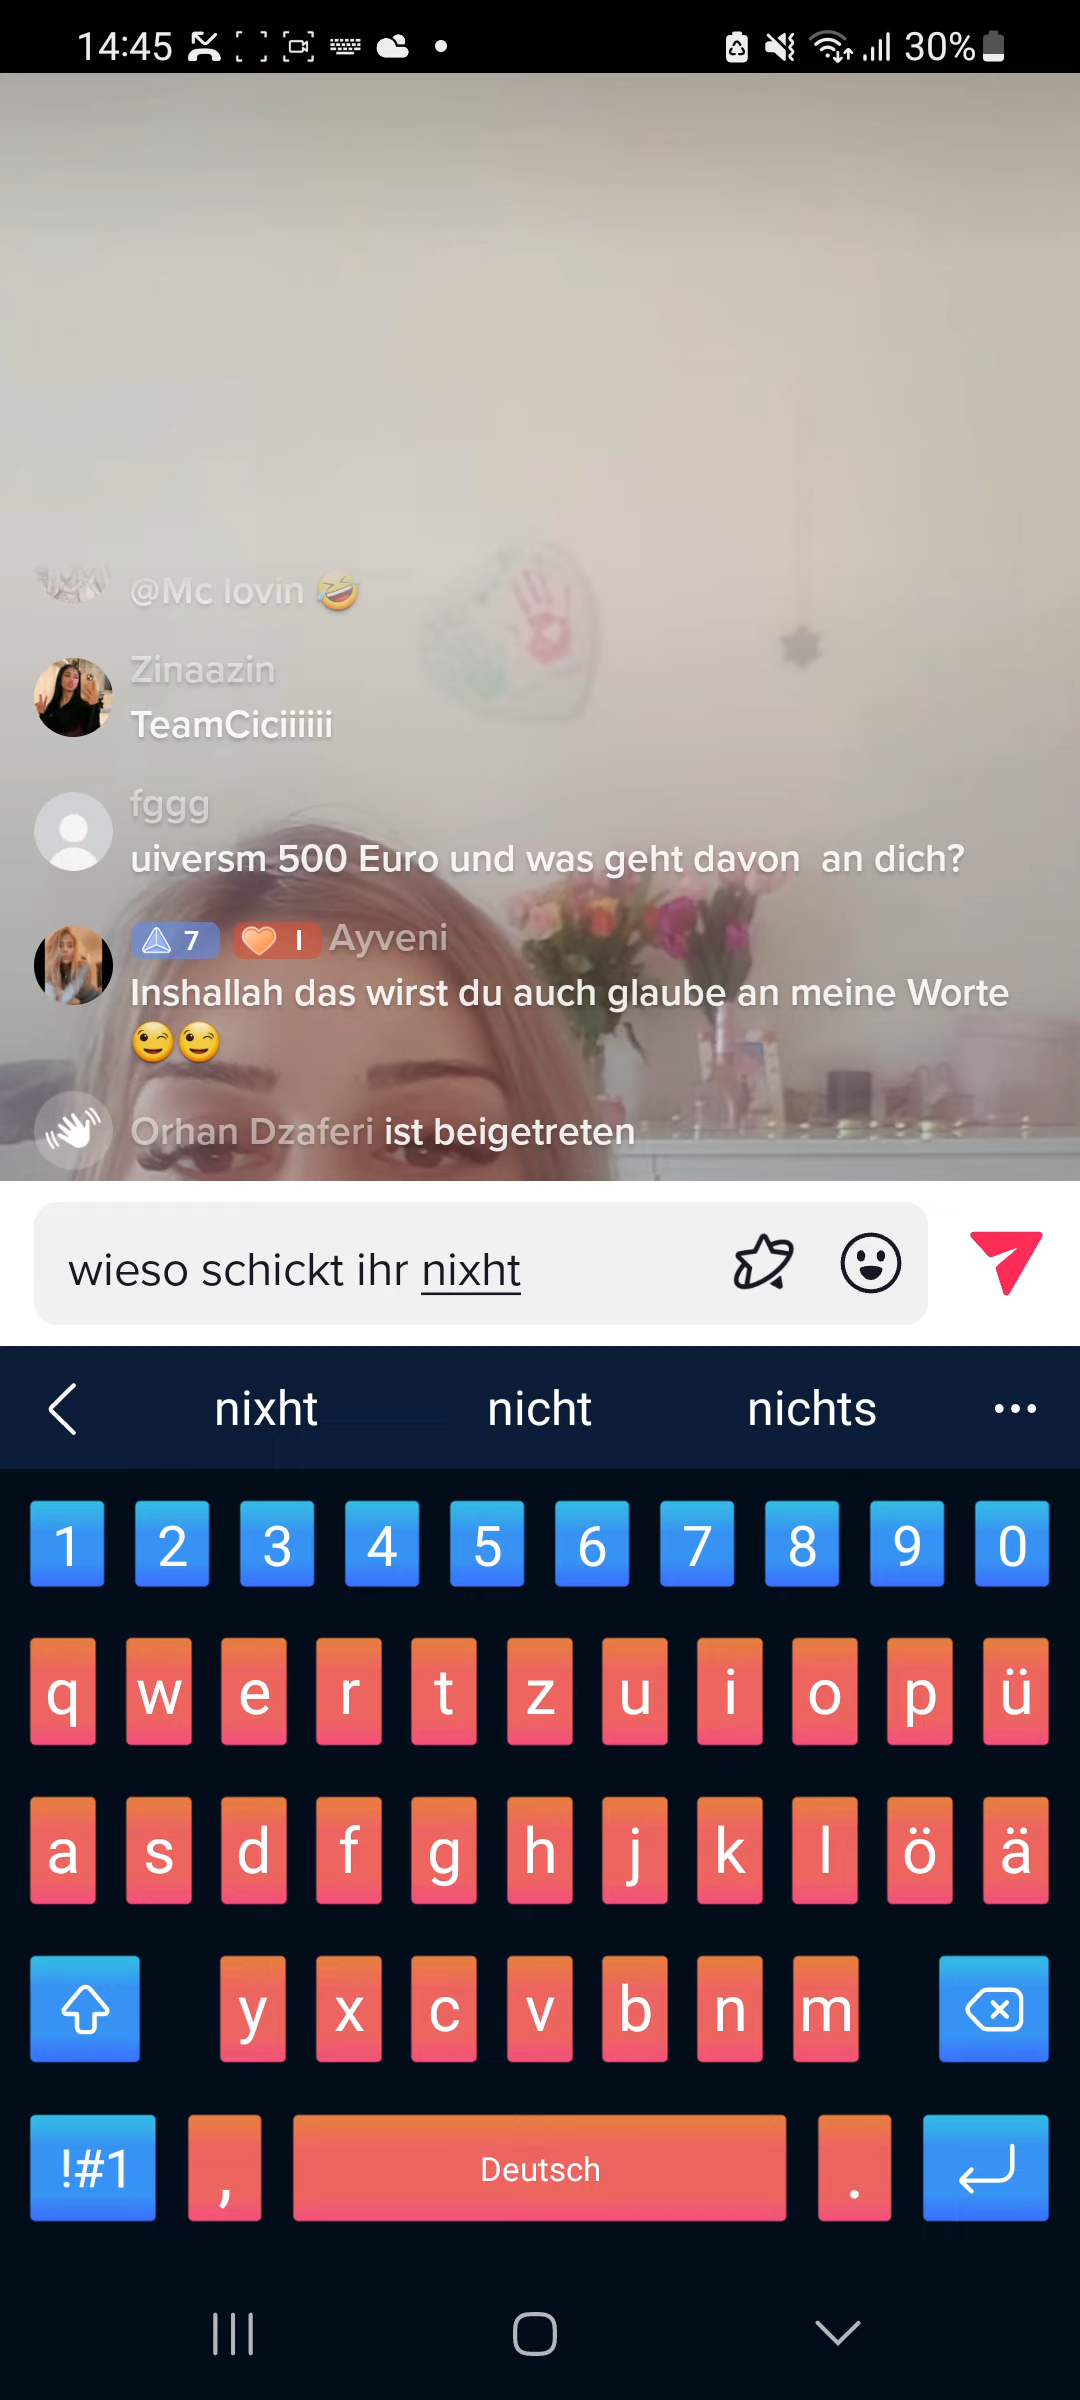 14:45
30%
@Mc lovin 🤣
Zinaazin
TeamCiciiiiii
fggg
uiversm 500 Euro und was geht davon  an dich?
7 I Ayveni
Inshallah das wirst du auch glaube an meine Worte
😉😉
Orhan Dzaferi ist beigetreten
wieso schickt ihr nixht
nixht nicht nichts
1 2 3 4 5 6 7 8 9 0
q w e r t z u i o p ü
a s d f g h j k l ö ä
y x c v b n m
!#1 , Deutsch .